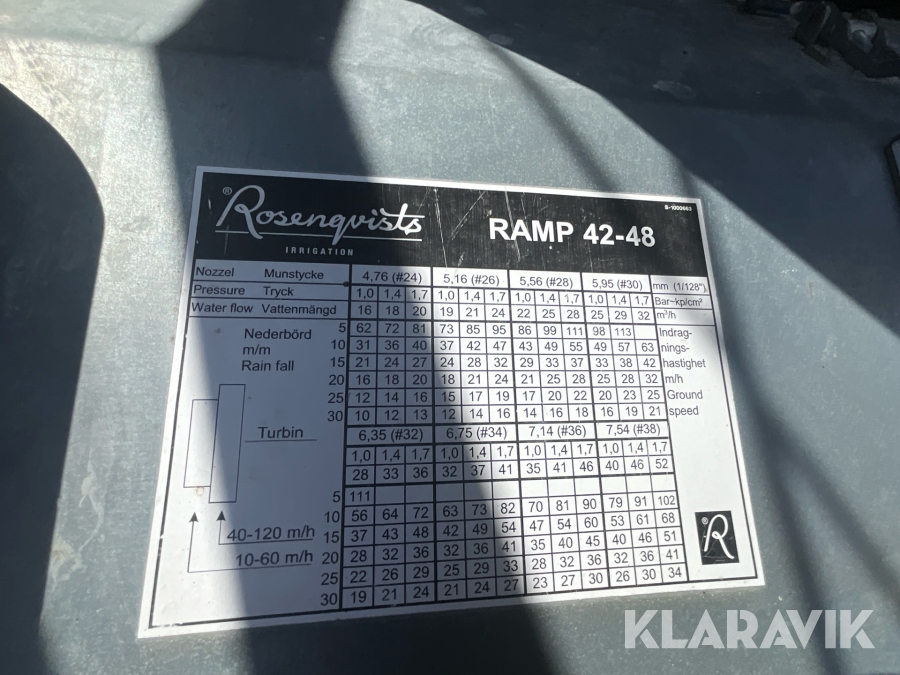 S-1000663
® Rosenqvists
IRRIGATION
RAMP 42-48
Nozzel Munstycke 4,76 (#24) 5,16 (#26) 5,56 (#28) 5,95 (#30) mm (1/128")
Pressure Tryck 1,0 1,4 1,7 1,0 1,4 1,7 1,0 1,4 1,7 1,0 1,4 1,7 Bar~kp/cm²
Water flow Vattenmängd 16 18 20 19 21 24 22 25 28 25 29 32 m³/h
Nederbörd 5 62 72 81 73 85 95 86 99 111 98 113 Indrag-
m/m 10 31 36 40 37 42 47 43 49 55 49 57 63 nings-
Rain fall 15 21 24 27 24 28 32 29 33 37 33 38 42 hastighet
20 16 18 20 18 21 24 21 25 28 25 28 32 m/h
25 12 14 16 15 17 19 17 20 22 20 23 25 Ground
30 10 12 13 12 14 16 14 16 18 16 19 21 speed
Turbin 6,35 (#32) 6,75 (#34) 7,14 (#36) 7,54 (#38)
1,0 1,4 1,7 1,0 1,4 1,7 1,0 1,4 1,7 1,0 1,4 1,7
28 33 36 32 37 41 35 41 46 40 46 52
5 111
10 56 64 72 63 73 82 70 81 90 79 91 102
40-120 m/h 15 37 43 48 42 49 54 47 54 60 53 61 68
10-60 m/h 20 28 32 36 32 36 41 35 40 45 40 46 51
25 22 26 29 25 29 33 28 32 36 32 36 41
30 19 21 24 21 24 27 23 27 30 26 30 34
® R
KLARAVIK